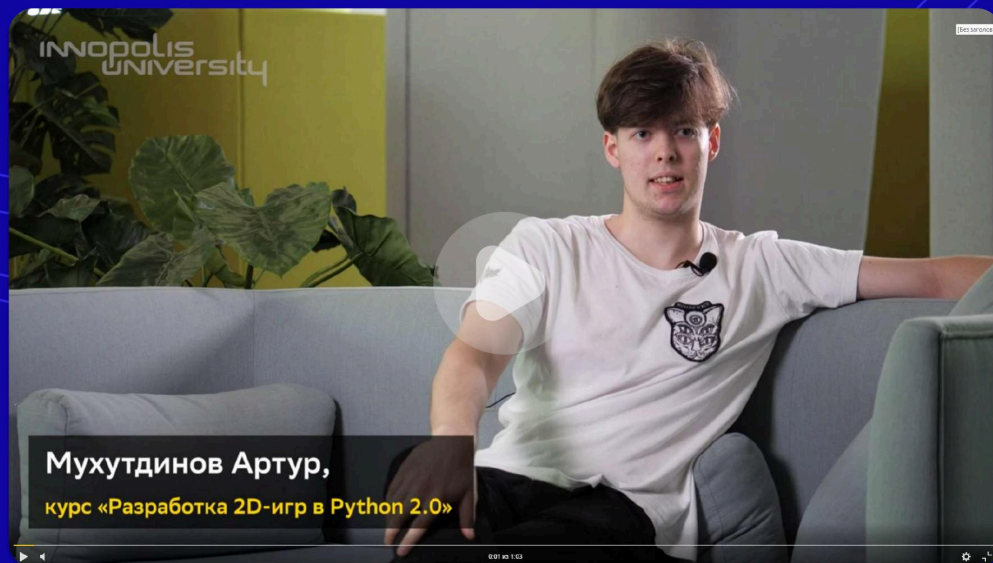 INNOPOLIS
UNIVERSITY
Мухутдинов Артур,
курс «Разработка 2D-игр в Python 2.0»
0:01 из 1:03